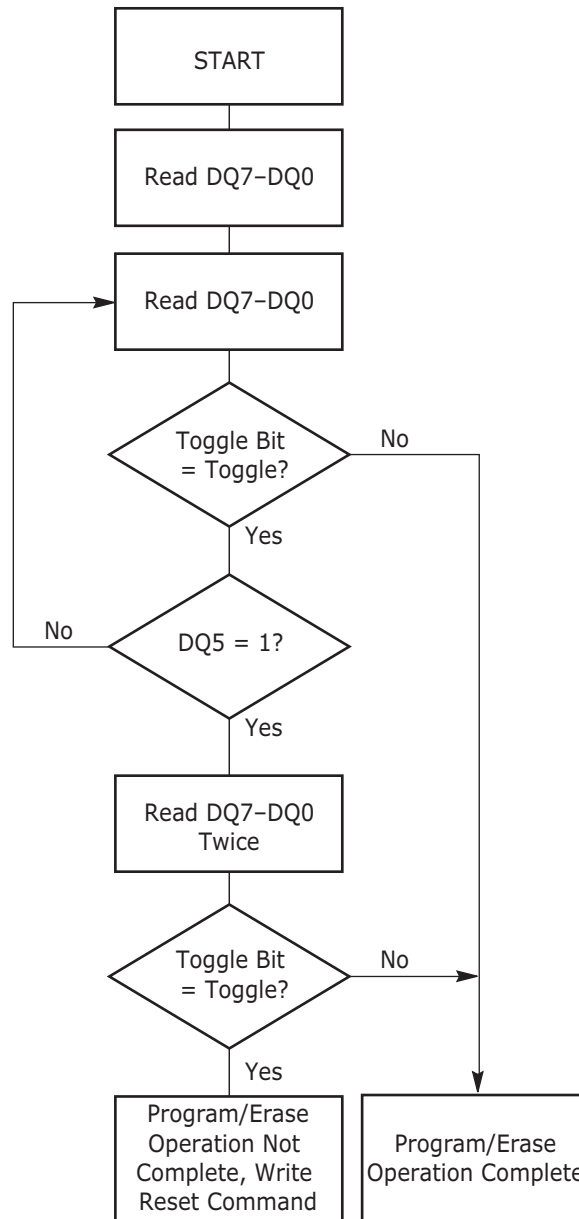 START
Read DQ7–DQ0
Read DQ7–DQ0
Toggle Bit
= Toggle?
No
Yes
No
DQ5 = 1?
Yes
Read DQ7–DQ0
Twice
Toggle Bit
= Toggle?
No
Yes
Program/Erase
Operation Not
Complete, Write
Reset Command
Program/Erase
Operation Complete